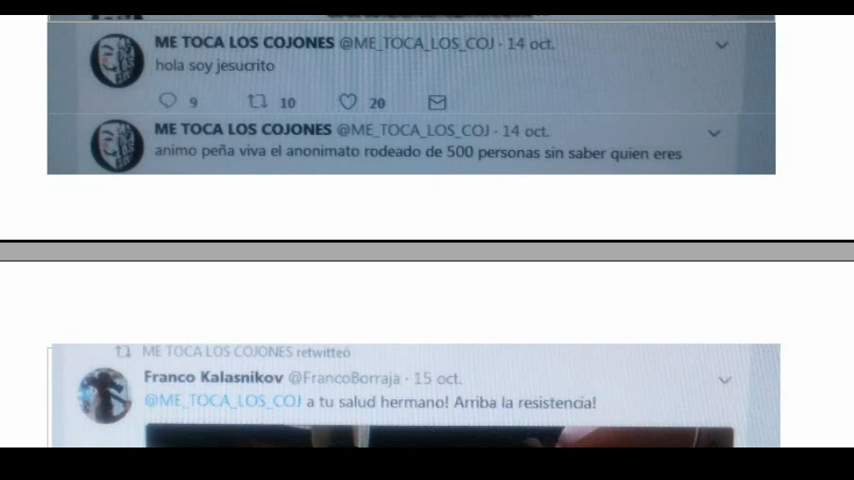 ME TOCA LOS COJONES @ME_TOCA_LOS_COJ · 14 oct.
hola soy jesucrito
9 10 20
ME TOCA LOS COJONES @ME_TOCA_LOS_COJ · 14 oct.
animo peña viva el anonimato rodeado de 500 personas sin saber quien eres
ME TOCA LOS COJONES retwitteó
Franco Kalasnikov @FrancoBorraja · 15 oct.
@ME_TOCA_LOS_COJ a tu salud hermano! Arriba la resistencia!